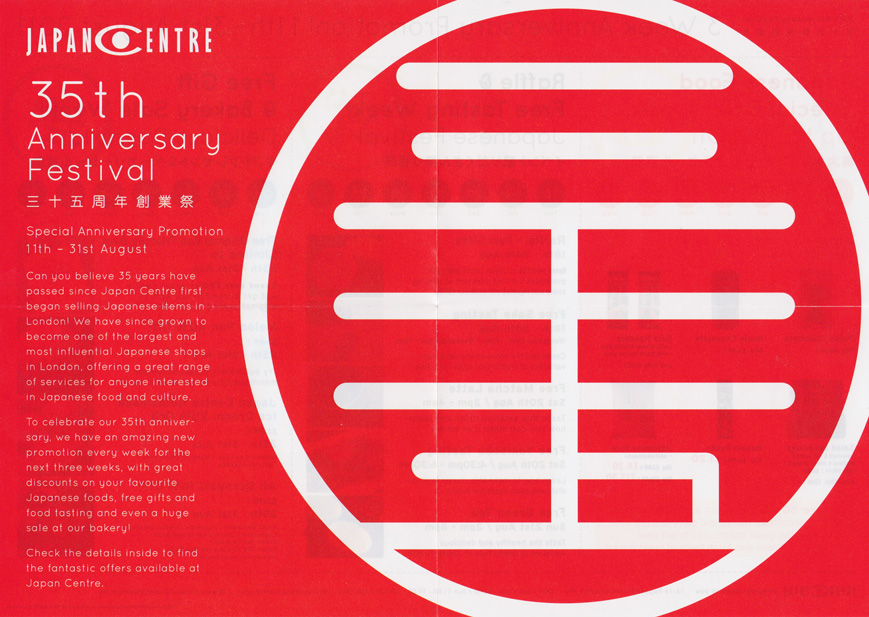 JAPAN CENTRE
35th
Anniversary
Festival
三十五周年創業祭
Special Anniversary Promotion
11th – 31st August
Can you believe 35 years have
passed since Japan Centre first
began selling Japanese items in
London! We have since grown to
become one of the largest and
most influential Japanese shops
in London, offering a great range
of services for anyone interested
in Japanese food and culture.
To celebrate our 35th anniver-
sary, we have an amazing new
promotion every week for the
next three weeks, with great
discounts on your favourite
Japanese foods, free gifts and
food tasting and even a huge
sale at our bakery!
Check the details inside to find
the fantastic offers available at
Japan Centre.